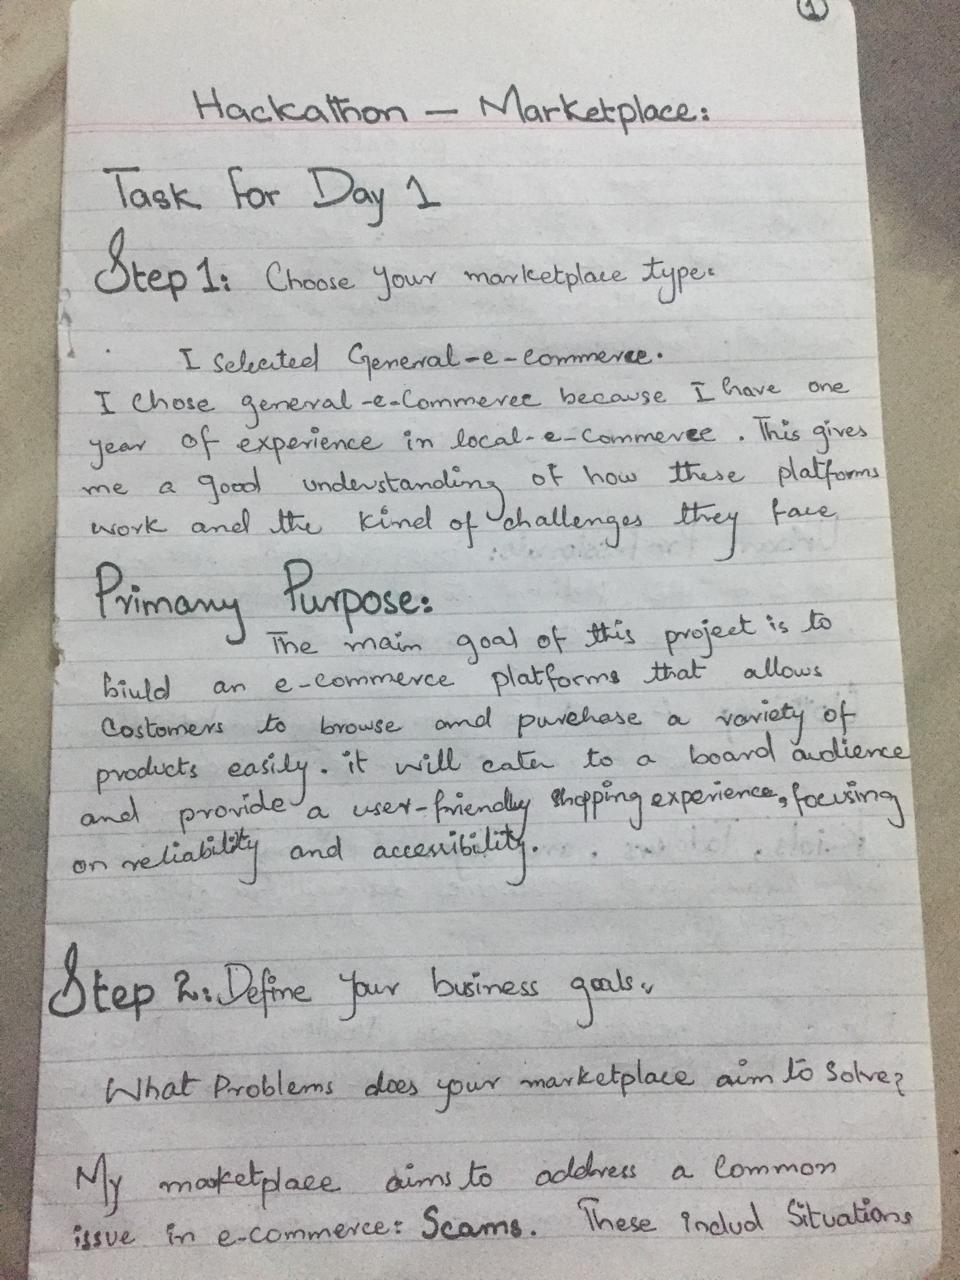 1
Hackathon – Marketplace:
Task for Day 1
Step 1: Choose your marketplace type.
I selected General-e-commerce.
I chose general-e-commerce because I have one
year of experience in local-e-commerce. This gives
me a good understanding of how these platforms
work and the kind of challenges they face
Primany Purpose:
The main goal of this project is to
biuld an e-commerce platforms that allows
Costomers to browse and purchase a variety of
products easily. it will cater to a board audience
and provide a user-friendly shopping experience, focusing
on reliability and accessibility.
Step 2: Define your business goals.
What Problems does your marketplace aim to solve?
My marketplace aims to address a common
issue in e-commerce: Scams. These includ Situations